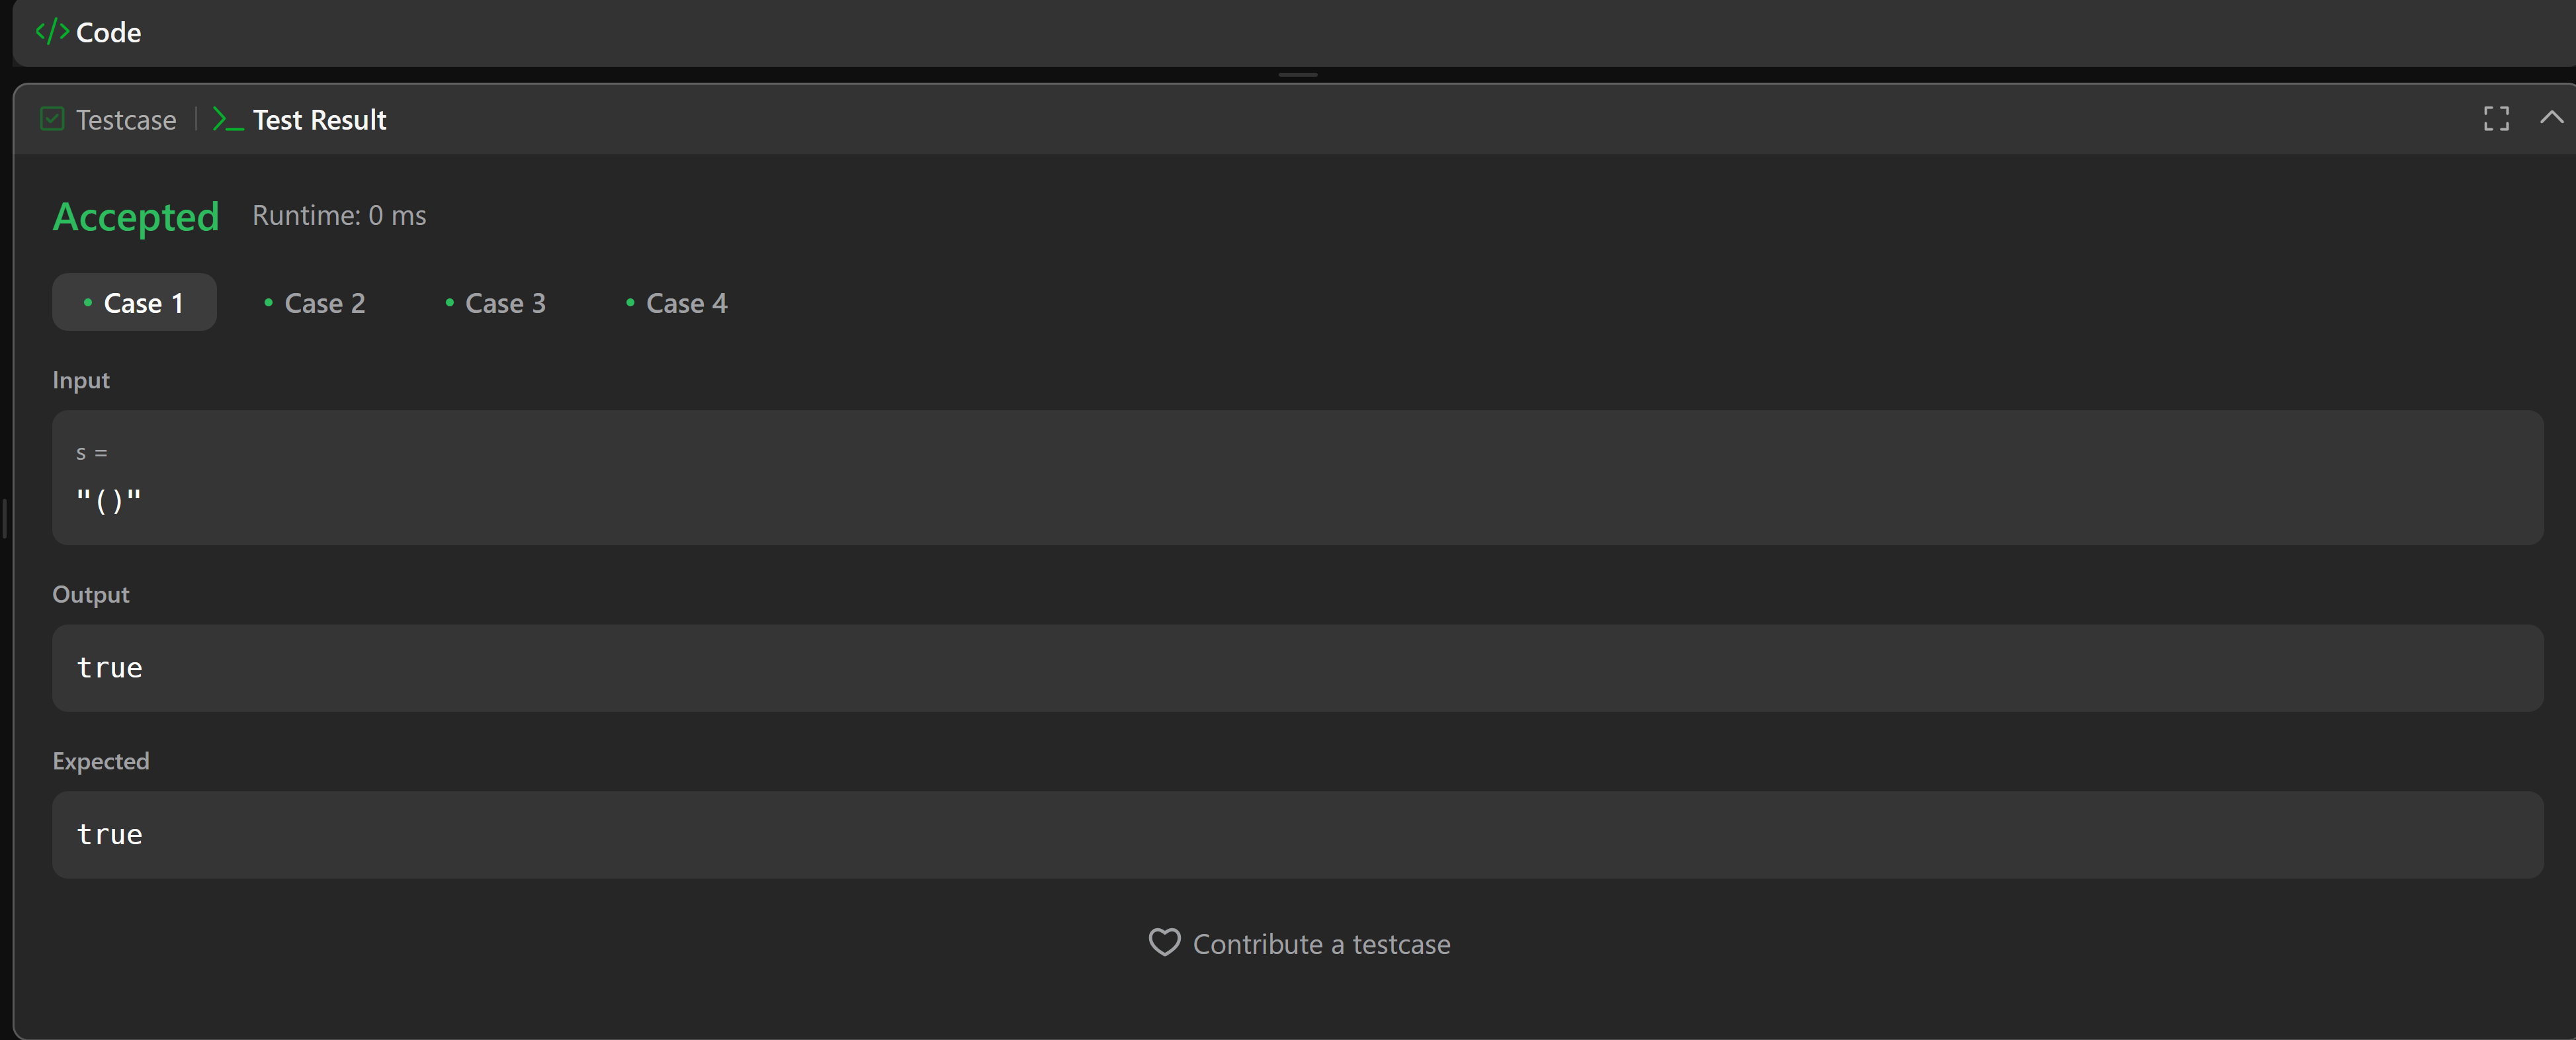 </> Code
Testcase | Test Result
Accepted Runtime: 0 ms
Case 1 Case 2 Case 3 Case 4
Input
s =
"()"
Output
true
Expected
true
Contribute a testcase